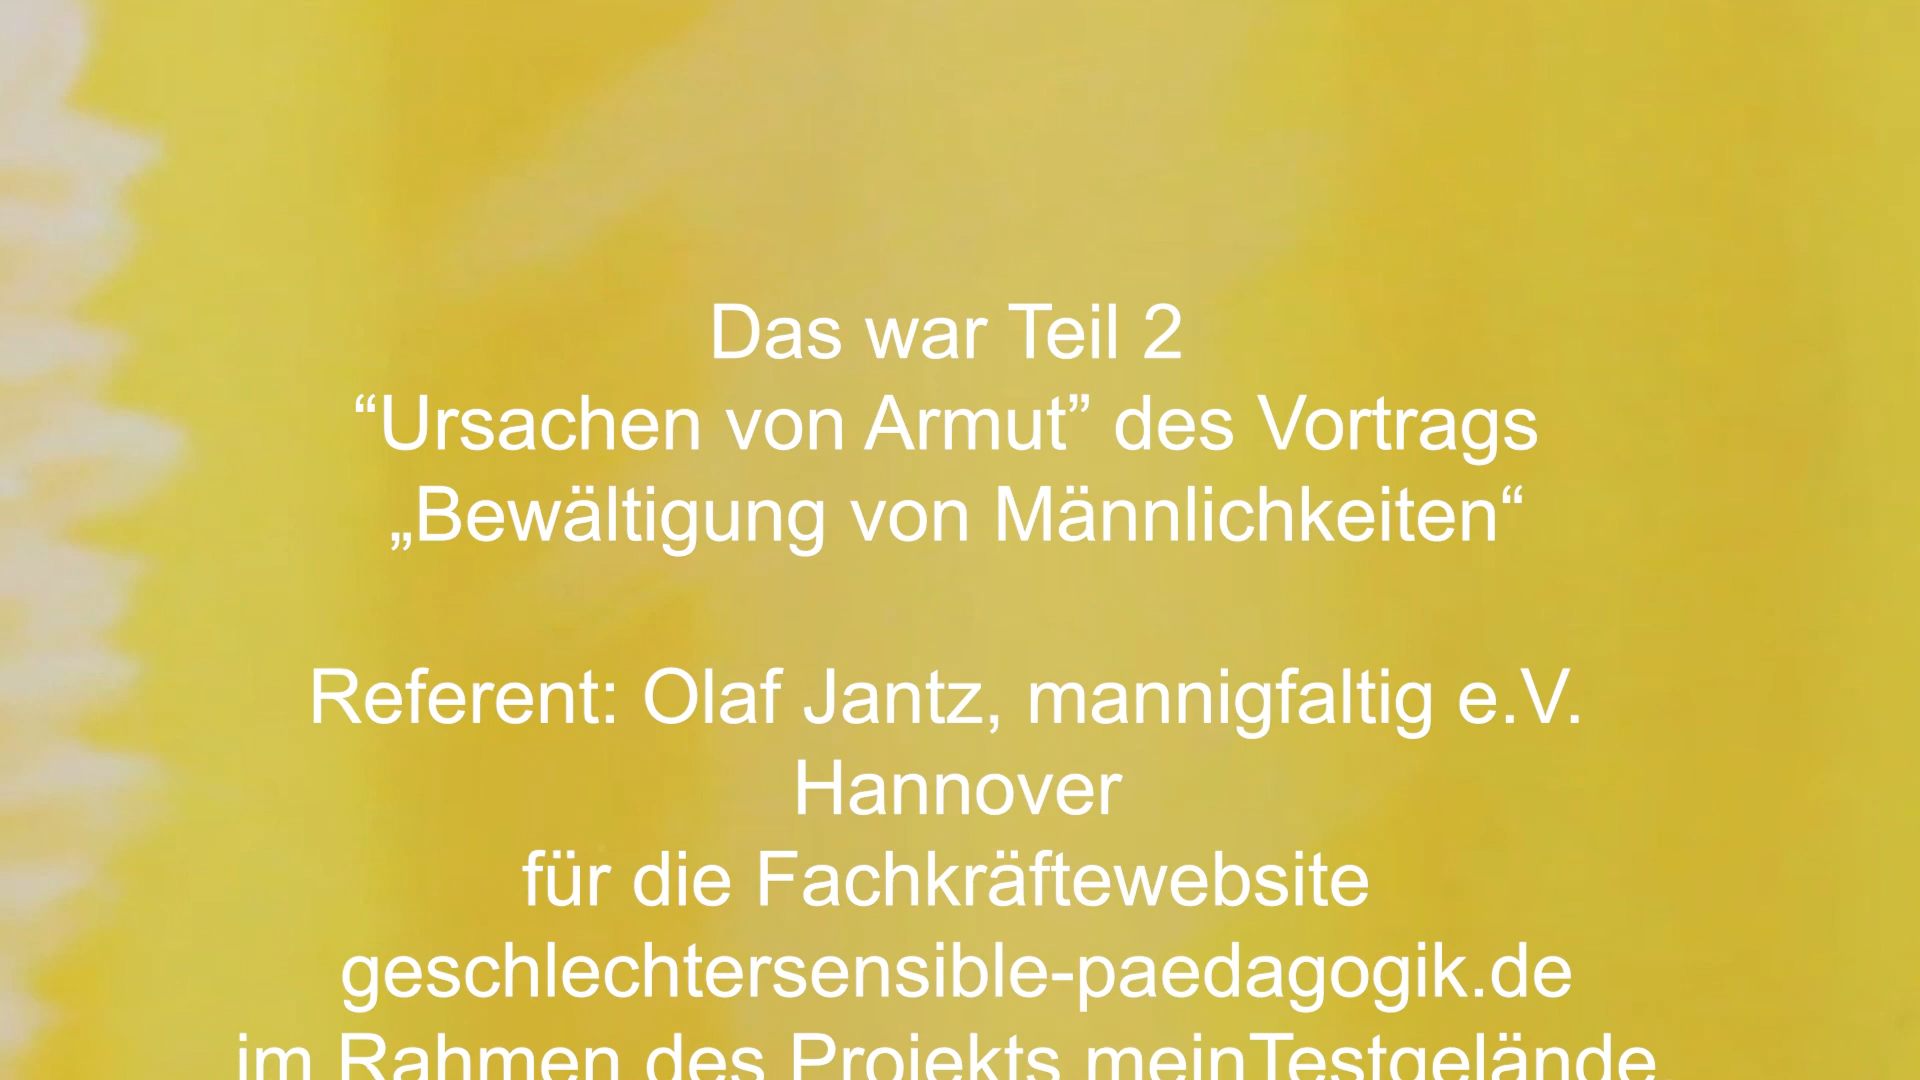 Das war Teil 2
“Ursachen von Armut” des Vortrags
„Bewältigung von Männlichkeiten“
Referent: Olaf Jantz, mannigfaltig e.V.
Hannover
für die Fachkräftewebsite
geschlechtersensible-paedagogik.de
im Rahmen des Projekts meinTestgelände